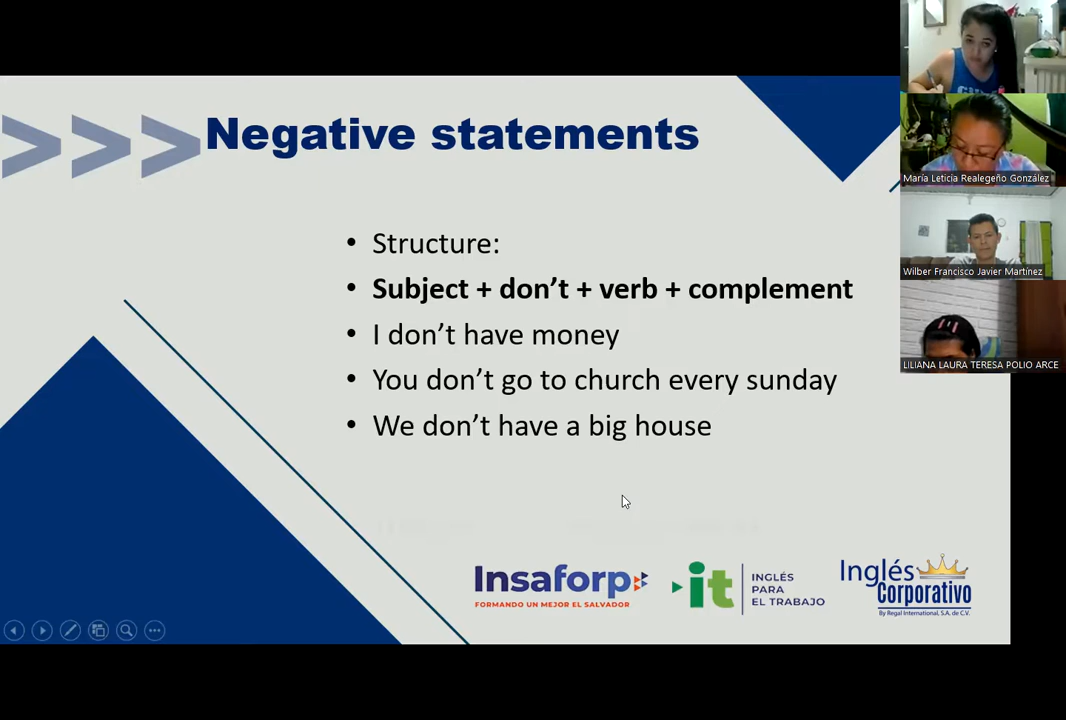 >>> Negative statements
• Structure:
• Subject + don't + verb + complement
• I don't have money
• You don't go to church every sunday
• We don't have a big house
María Leticia Realegeño González
Wilber Francisco Javier Martínez
LILIANA LAURA TERESA POLIO ARCE
Insaforp
FORMANDO UN MEJOR EL SALVADOR
it
INGLÉS
PARA
EL TRABAJO
Inglés
Corporativo
By Regal International, S.A. de C.V.